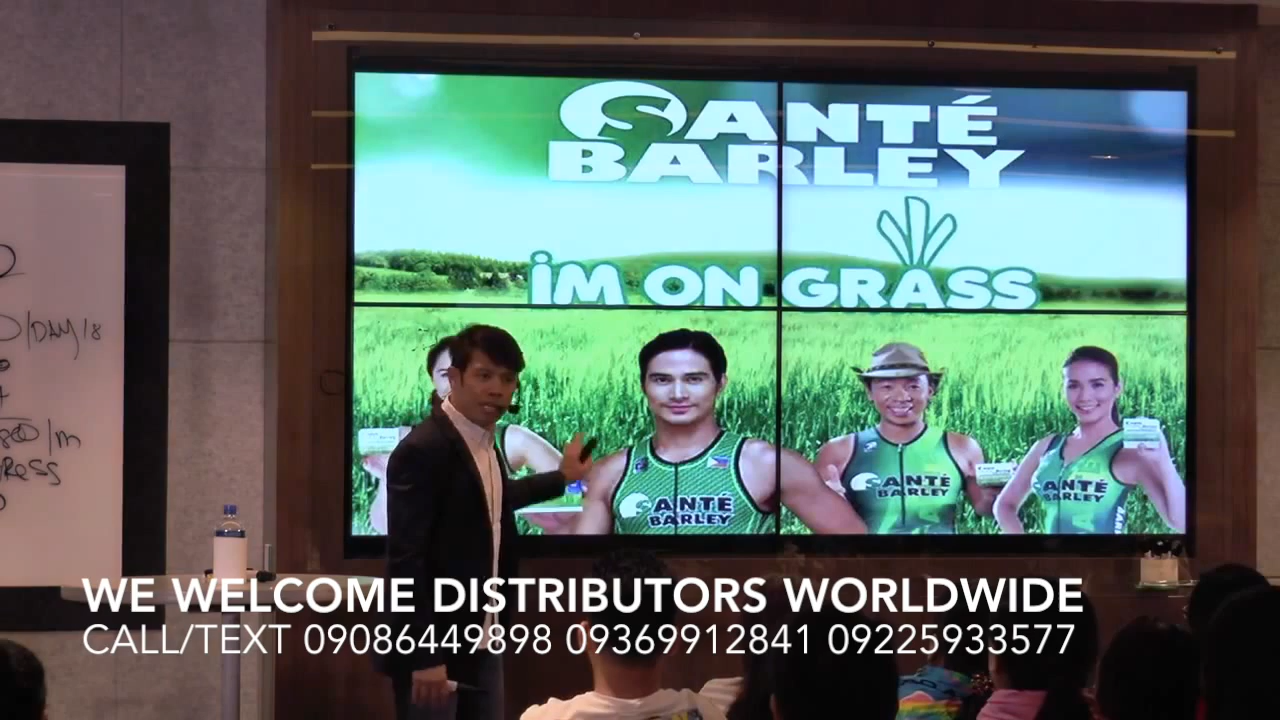 SANTÉ
BARLEY
iM ON GRASS
/DAY
/m
SANTÉ
BARLEY
SANTÉ
BARLEY
SANTÉ
BARLEY
WE WELCOME DISTRIBUTORS WORLDWIDE
CALL/TEXT 09086449898 09369912841 09225933577